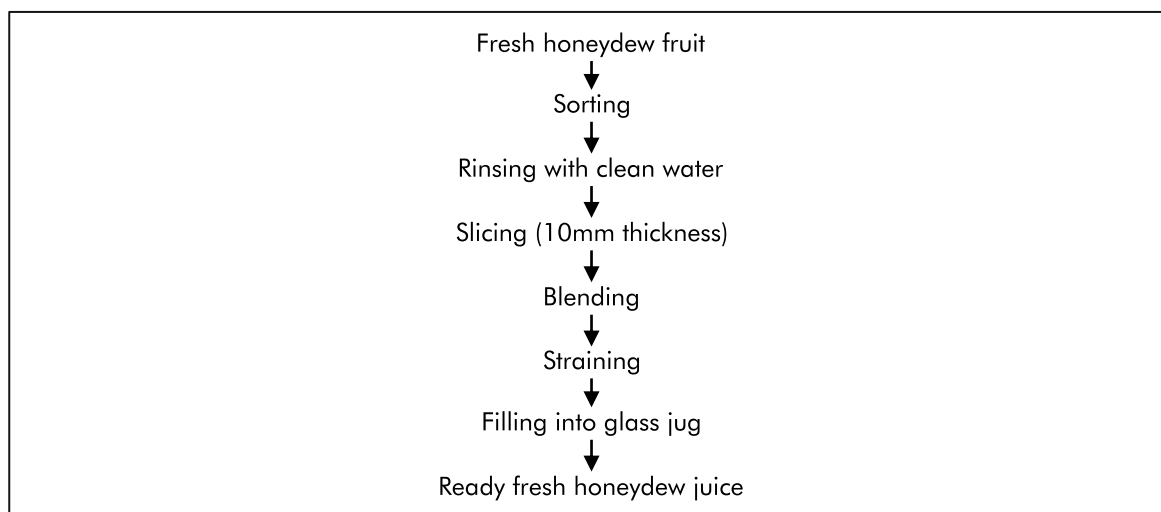 Fresh honeydew fruit
Sorting
Rinsing with clean water
Slicing (10mm thickness)
Blending
Straining
Filling into glass jug
Ready fresh honeydew juice